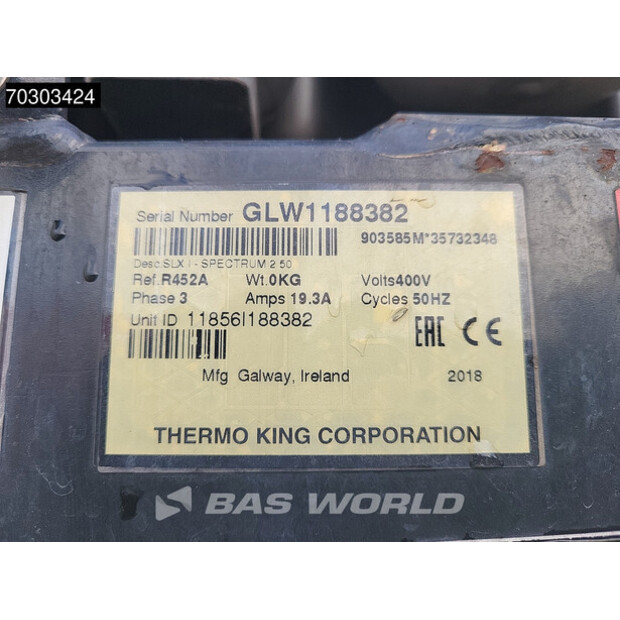 70303424
Serial Number GLW1188382
903585M*35732348
Desc.SLX i - SPECTRUM 2 50
Ref.R452A Wt.0KG Volts400V
Phase 3 Amps 19.3A Cycles 50HZ
Unit ID 11856I188382
EAC CE
Mfg Galway, Ireland 2018
THERMO KING CORPORATION
BAS WORLD